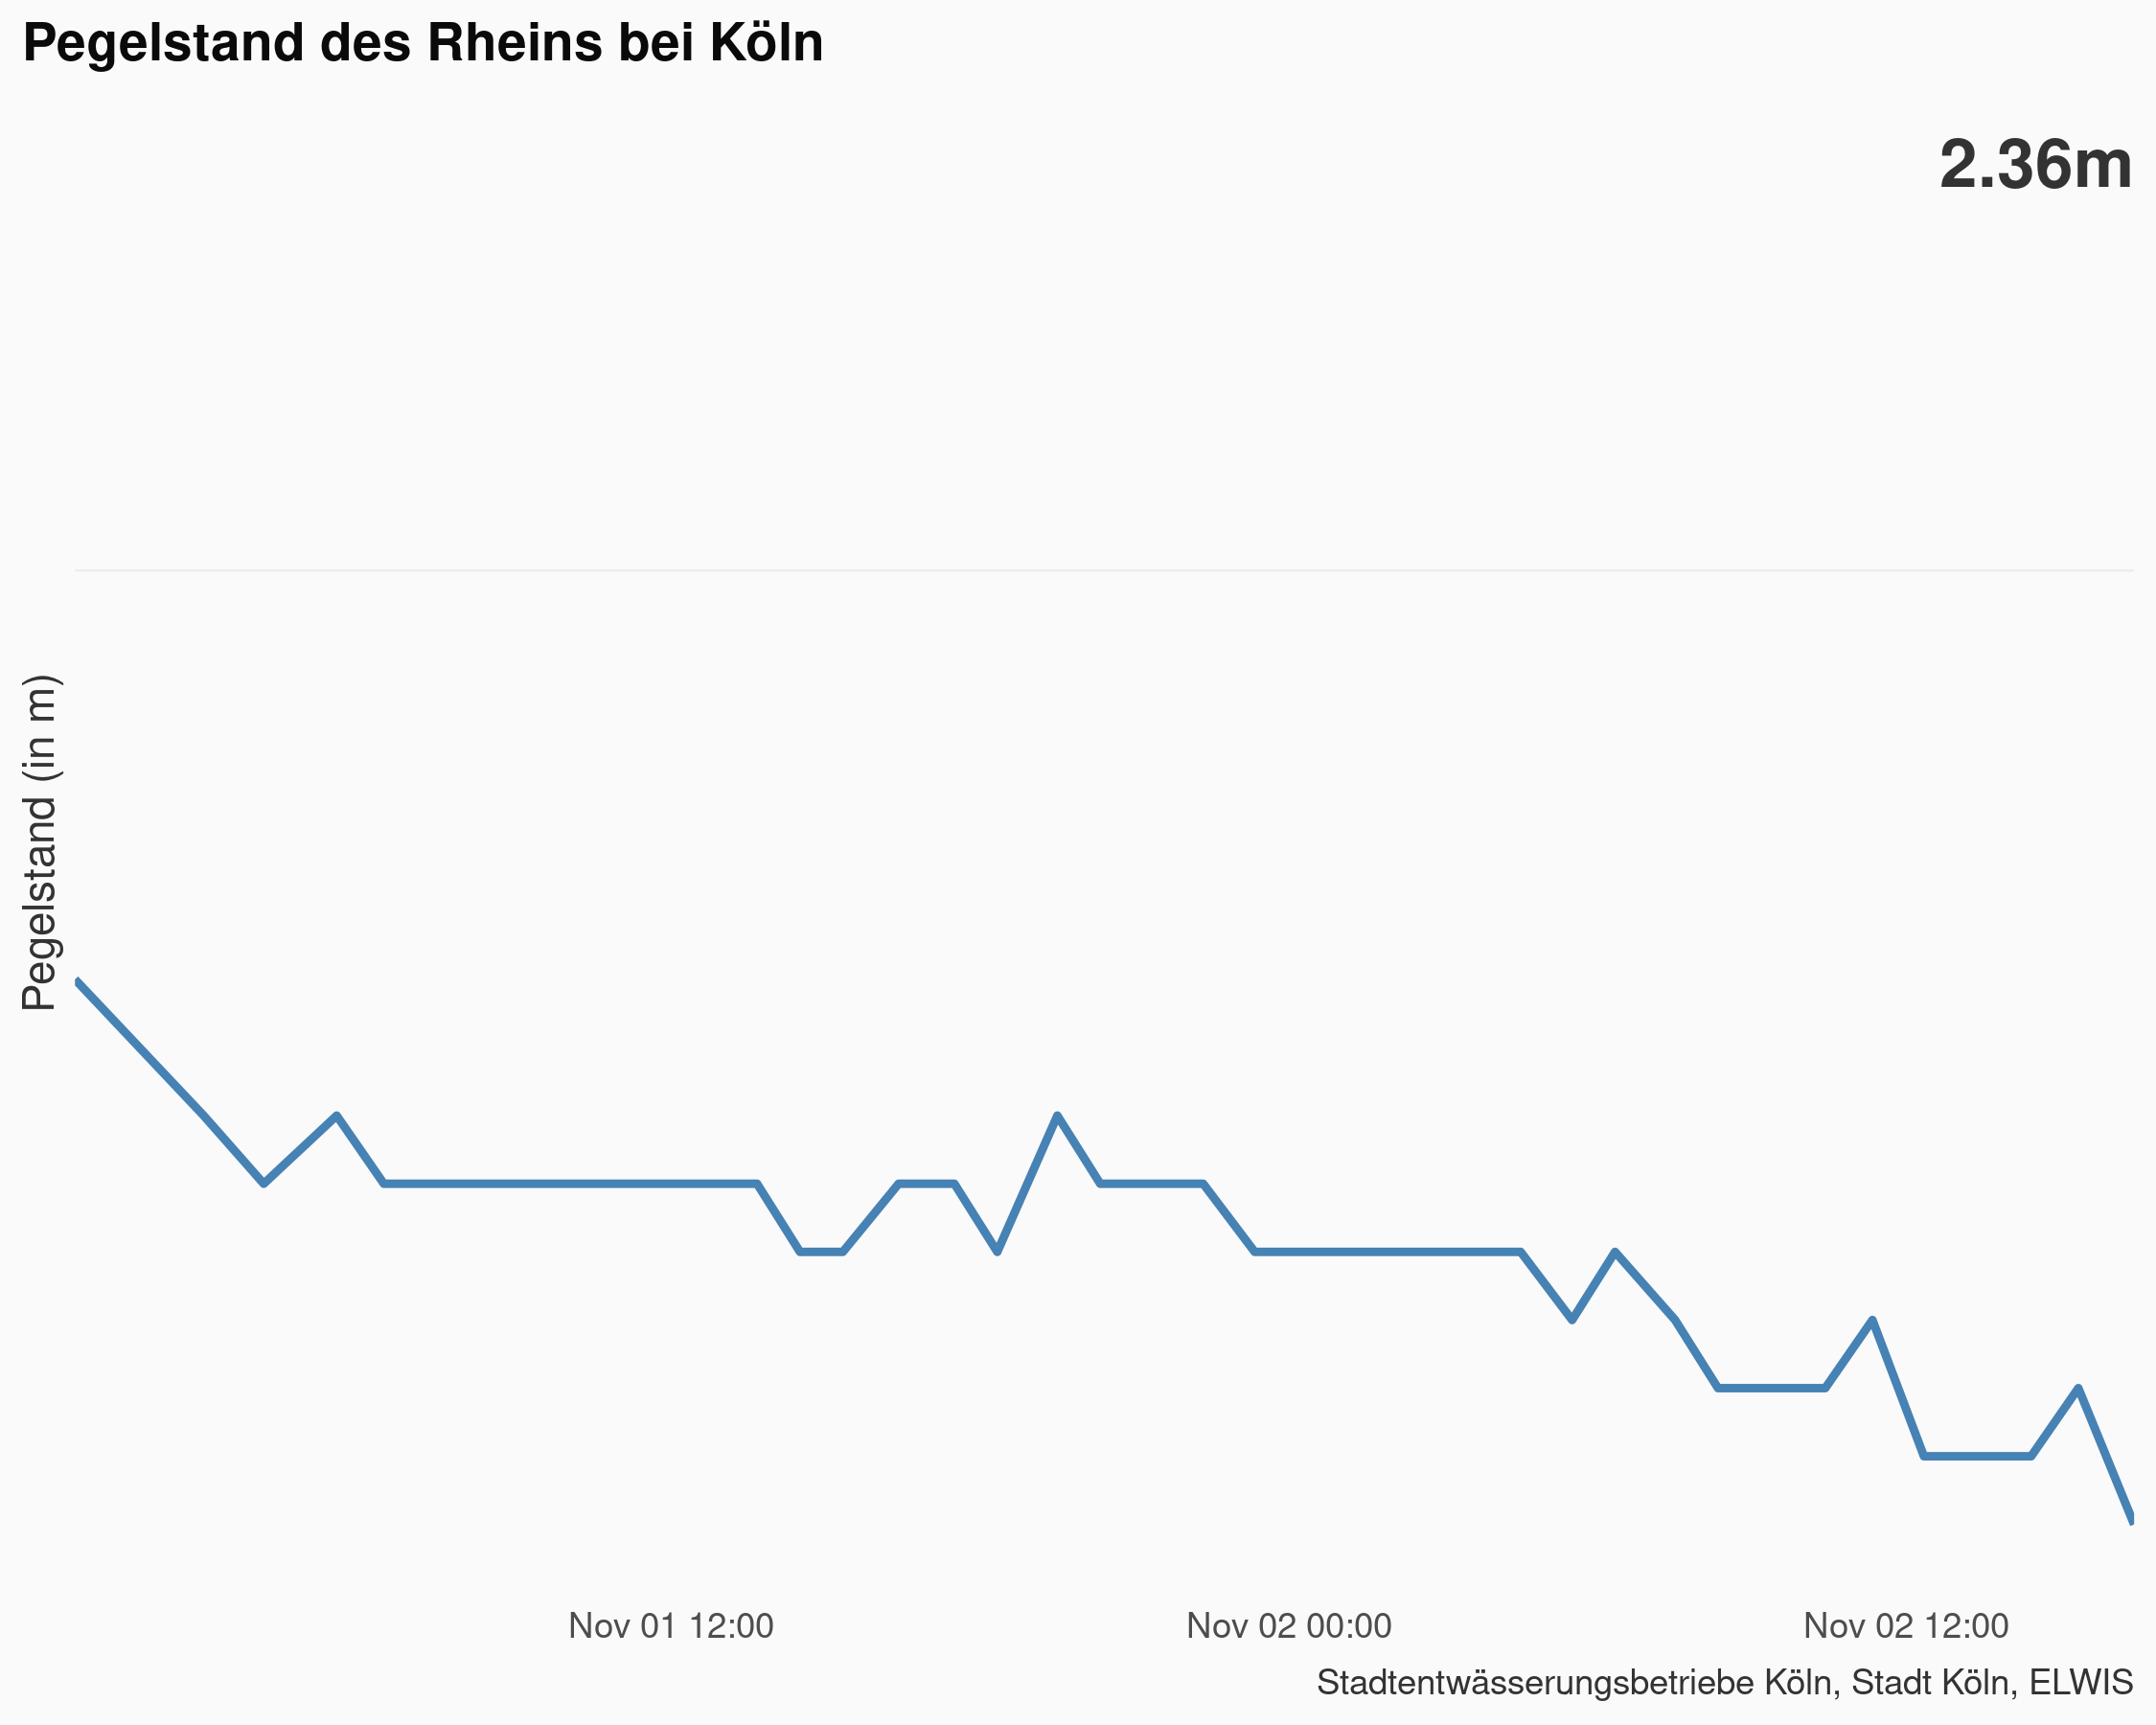 Pegelstand des Rheins bei Köln
2.36m
Pegelstand (in m)
Nov 01 12:00
Nov 02 00:00
Nov 02 12:00
Stadtentwässerungsbetriebe Köln, Stadt Köln, ELWIS